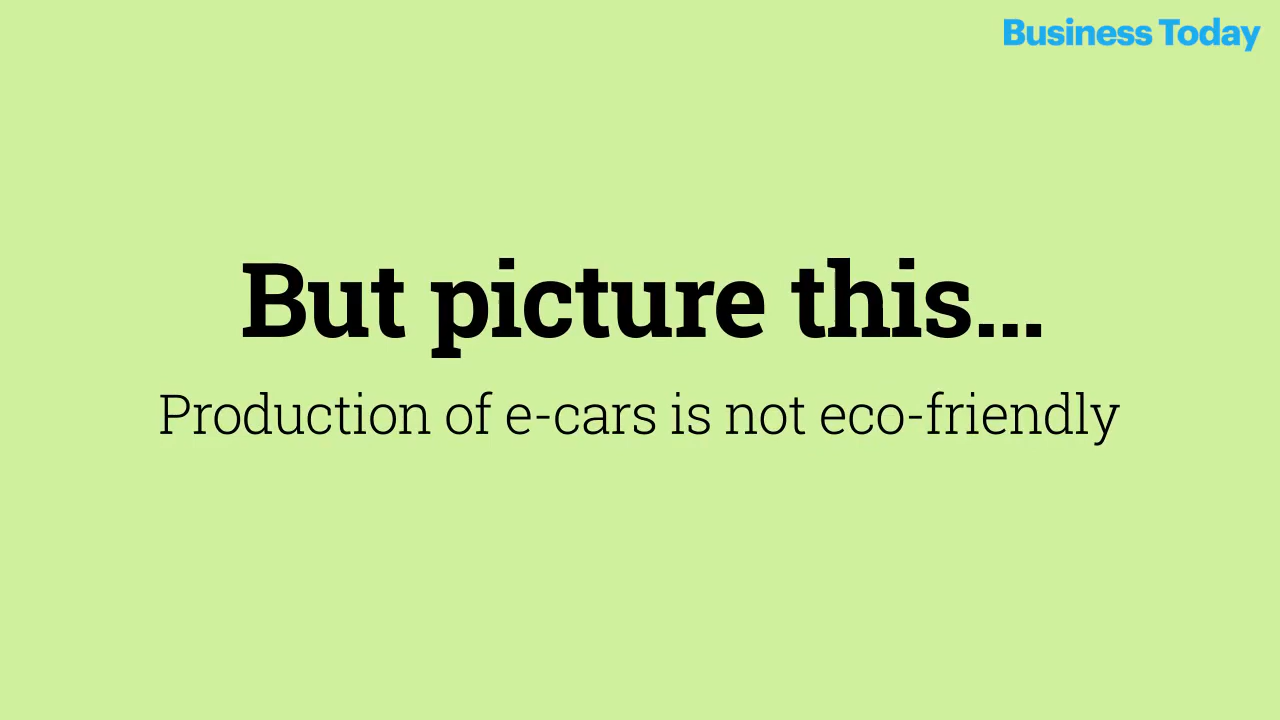 Business Today
But picture this...
Production of e-cars is not eco-friendly